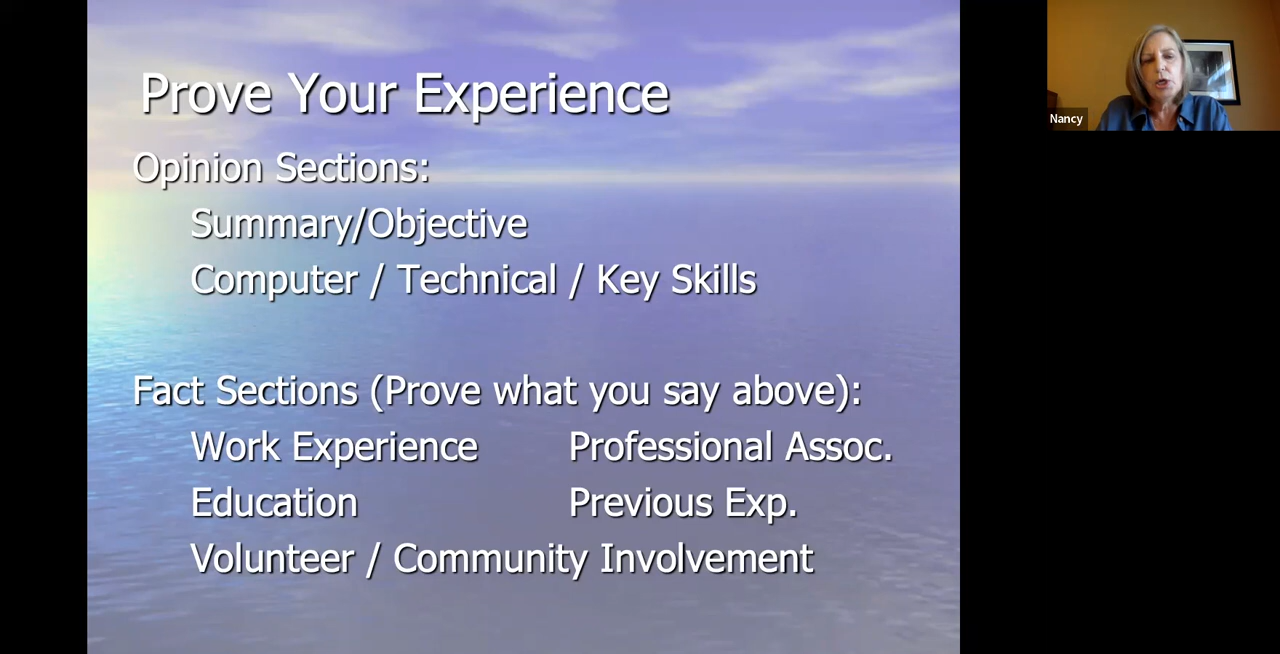 Prove Your Experience
Opinion Sections:
Summary/Objective
Computer / Technical / Key Skills
Fact Sections (Prove what you say above):
Work Experience Professional Assoc.
Education Previous Exp.
Volunteer / Community Involvement
Nancy